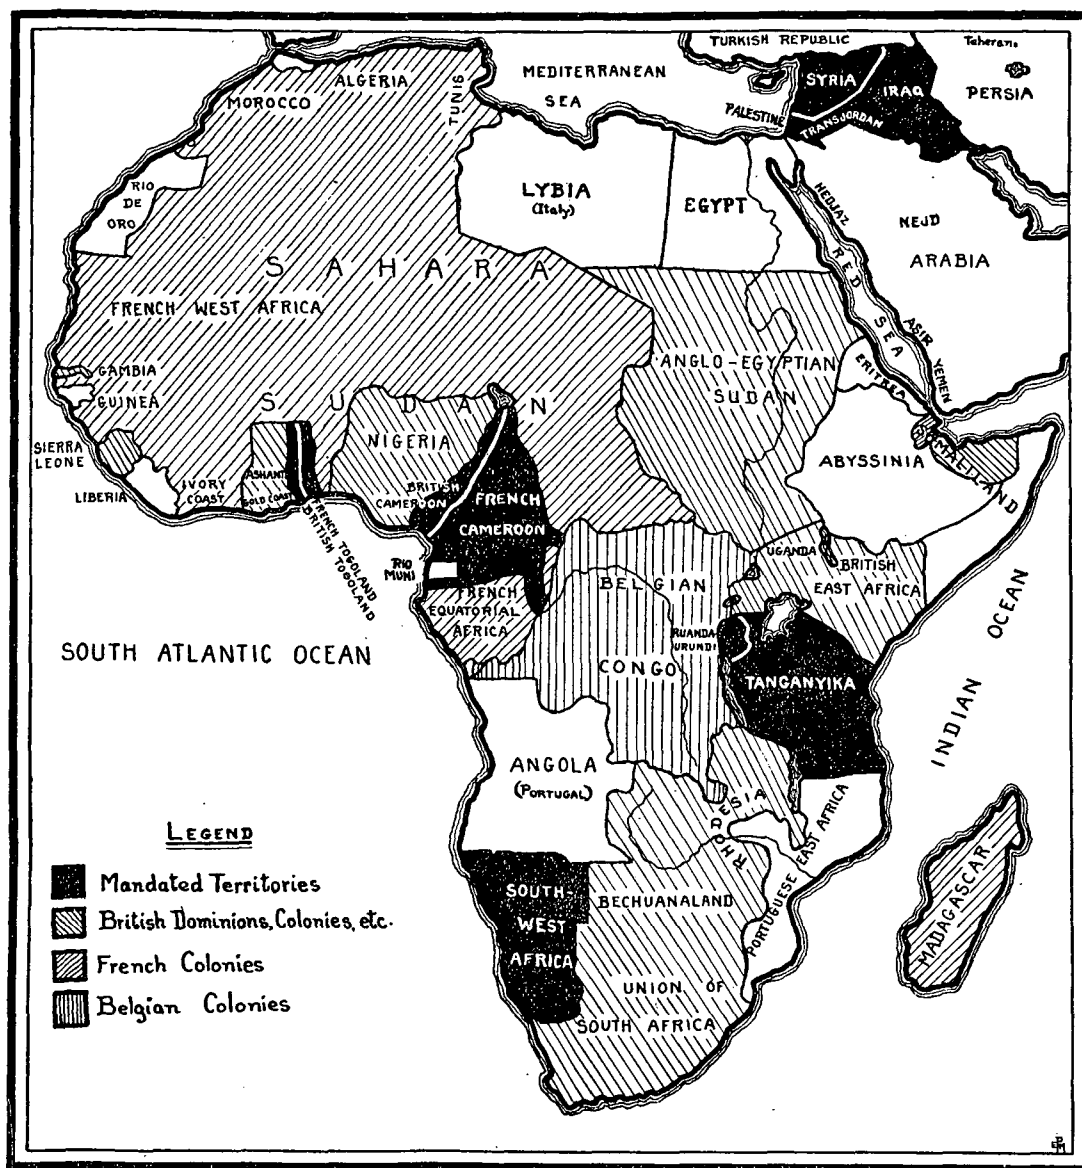 TURKISH REPUBLIC
Teheran.
MEDITERRANEAN
SEA
SYRIA
IRAQ
PERSIA
ALGERIA
MOROCCO
TUNIS
PALESTINE
TRANSJORDAN
RIO
DE
ORO
LYBIA
(Italy)
EGYPT
HEDJAZ
NEJD
ARABIA
SAHARA
RED
SEA
FRENCH WEST AFRICA
ASIR
YEMEN
ERITREA
GAMBIA
GUINEA
SUDAN
ANGLO-EGYPTIAN
SUDAN
SIERRA
LEONE
NIGERIA
ABYSSINIA
SOMALILAND
LIBERIA
IVORY
COAST
ASHANTI
GOLD COAST
FRENCH TOGOLAND
BRITISH TOGOLAND
BRITISH
CAMEROON
FRENCH
CAMEROON
RIO
MUNI
UGANDA
BRITISH
EAST AFRICA
BELGIAN
CONGO
FRENCH
EQUATORIAL
AFRICA
RUANDA-
URUNDI
TANGANYIKA
SOUTH ATLANTIC OCEAN
INDIAN OCEAN
ANGOLA
(PORTUGAL)
RHODESIA
PORTUGUESE EAST AFRICA
MADAGASCAR
SOUTH-
WEST
AFRICA
BECHUANALAND
UNION OF
SOUTH AFRICA
LEGEND
Mandated Territories
British Dominions, Colonies, etc.
French Colonies
Belgian Colonies